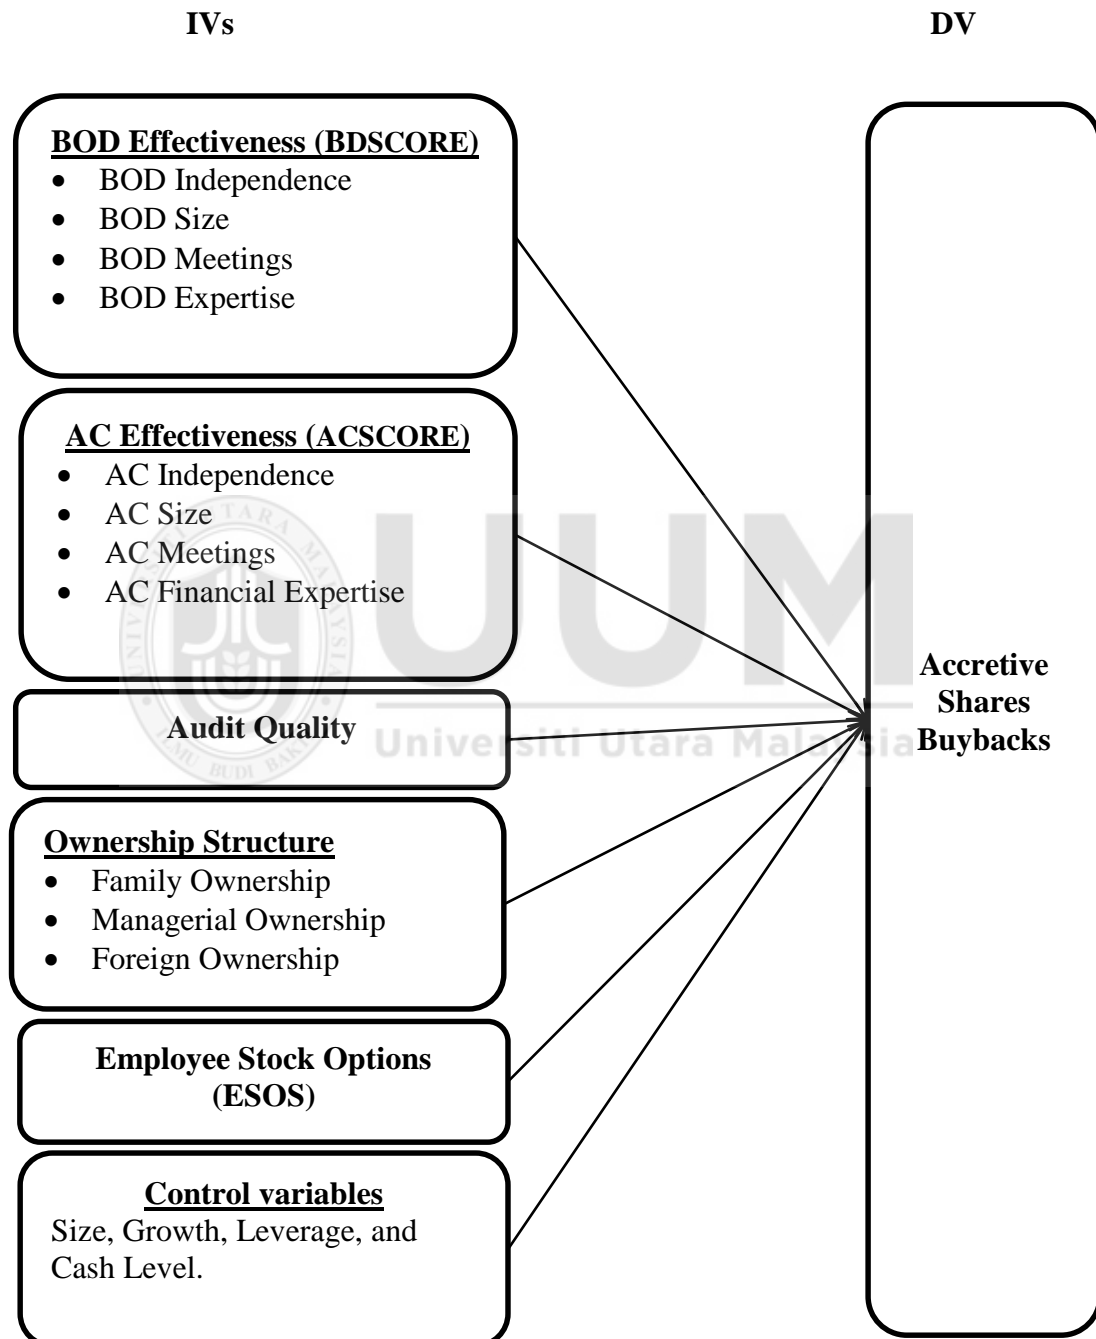 IVs
DV
BOD Effectiveness (BDSCORE)
• BOD Independence
• BOD Size
• BOD Meetings
• BOD Expertise
AC Effectiveness (ACSCORE)
• AC Independence
• AC Size
• AC Meetings
• AC Financial Expertise
Audit Quality
Ownership Structure
• Family Ownership
• Managerial Ownership
• Foreign Ownership
Employee Stock Options
(ESOS)
Control variables
Size, Growth, Leverage, and
Cash Level.
Accretive
Shares
Buybacks
UUM
Universiti Utara Malaysia